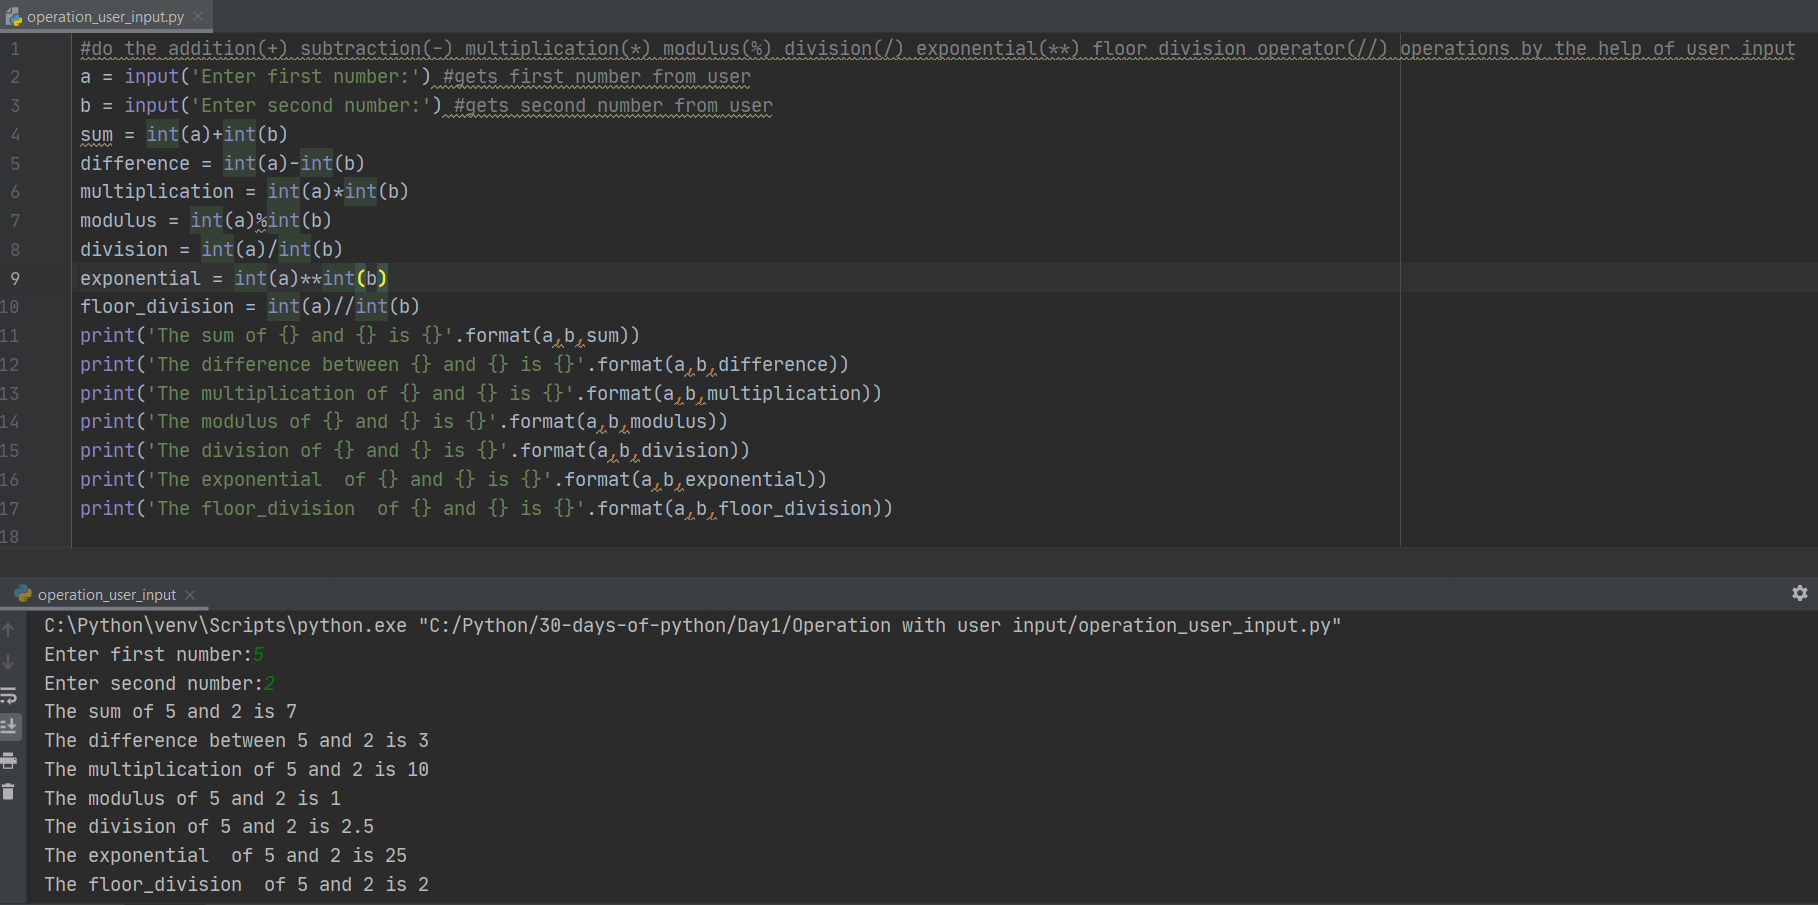 operation_user_input.py
1 #do the addition(+) subtraction(-) multiplication(*) modulus(%) division(/) exponential(**) floor division operator(//) operations by the help of user input
2 a = input('Enter first number:') #gets first number from user
3 b = input('Enter second number:') #gets second number from user
4 sum = int(a)+int(b)
5 difference = int(a)-int(b)
6 multiplication = int(a)*int(b)
7 modulus = int(a)%int(b)
8 division = int(a)/int(b)
9 exponential = int(a)**int(b)
10 floor_division = int(a)//int(b)
11 print('The sum of {} and {} is {}'.format(a,b,sum))
12 print('The difference between {} and {} is {}'.format(a,b,difference))
13 print('The multiplication of {} and {} is {}'.format(a,b,multiplication))
14 print('The modulus of {} and {} is {}'.format(a,b,modulus))
15 print('The division of {} and {} is {}'.format(a,b,division))
16 print('The exponential  of {} and {} is {}'.format(a,b,exponential))
17 print('The floor_division  of {} and {} is {}'.format(a,b,floor_division))
18
operation_user_input
C:\Python\venv\Scripts\python.exe "C:/Python/30-days-of-python/Day1/Operation with user input/operation_user_input.py"
Enter first number:5
Enter second number:2
The sum of 5 and 2 is 7
The difference between 5 and 2 is 3
The multiplication of 5 and 2 is 10
The modulus of 5 and 2 is 1
The division of 5 and 2 is 2.5
The exponential  of 5 and 2 is 25
The floor_division  of 5 and 2 is 2